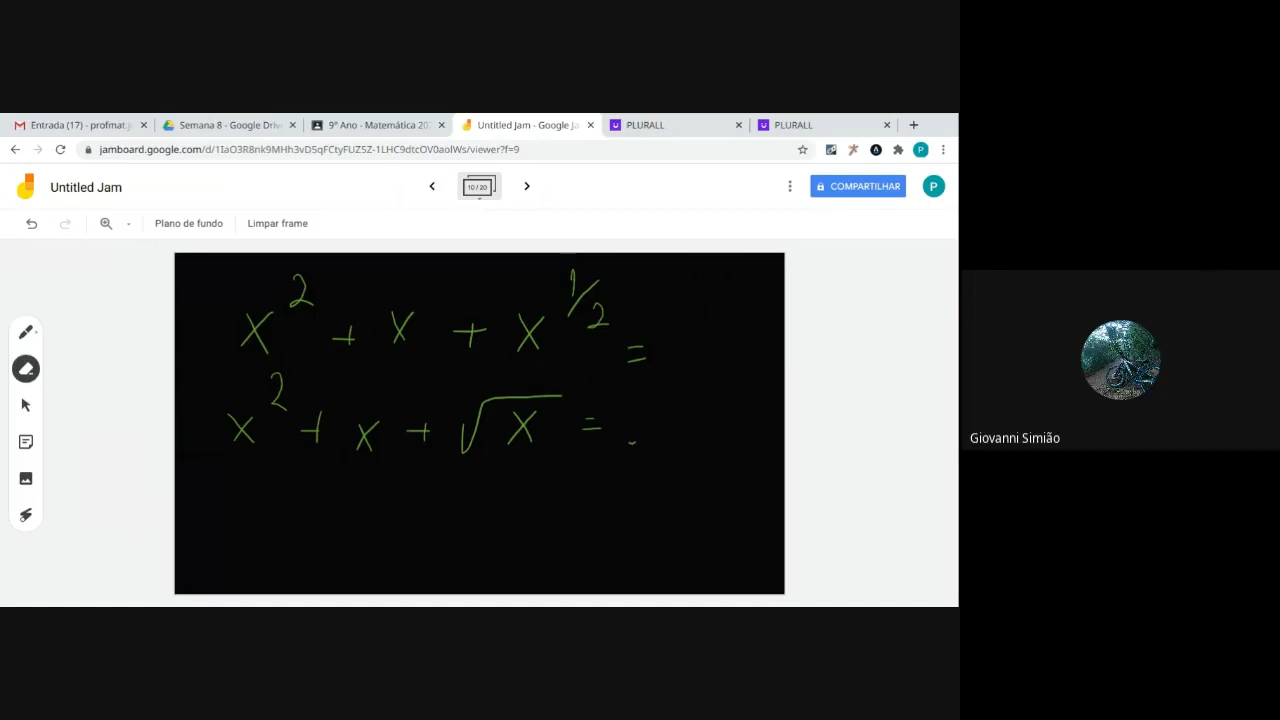 Entrada (17) - profmat.j
Semana 8 - Google Driv
9º Ano - Matemática 202
Untitled Jam - Google Ja
PLURALL
PLURALL
jamboard.google.com/d/1IaO3R8nk9MHh3vD5qFCtyFUZ5Z-1LHC9dtcOV0aolWs/viewer?f=9
Untitled Jam
10 / 20
COMPARTILHAR
P
Plano de fundo
Limpar frame
x² + x + x^1/2 =
x² + x + √x =
Giovanni Simião